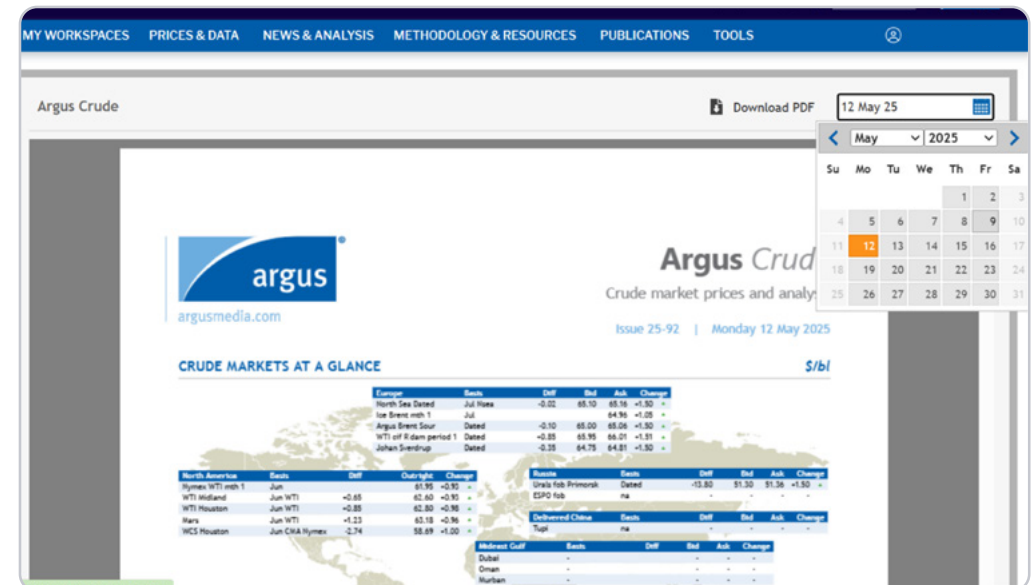 MY WORKSPACES PRICES & DATA NEWS & ANALYSIS METHODOLOGY & RESOURCES PUBLICATIONS TOOLS
Argus Crude
Download PDF
12 May 25
May 2025
Su Mo Tu We Th Fr Sa
1 2 3
4 5 6 7 8 9 10
11 12 13 14 15 16 17
18 19 20 21 22 23 24
25 26 27 28 29 30 31
argus
argusmedia.com
Argus Crud
Crude market prices and analy
Issue 25-92 | Monday 12 May 2025
CRUDE MARKETS AT A GLANCE
$/bl
Europe Basis Diff Bid Ask Change
North Sea Dated Jul -0.02 65.10 65.16 +1.50
Ice Brent mth 1 Jul 64.96 +1.05
Argus Brent Sour Dated -0.10 65.00 65.06 +1.50
WTI cif R'dam period 1 Dated +0.85 65.95 66.01 +1.51
Johan Sverdrup Dated -0.35 64.75 64.81 +1.50
North America Basis Diff Outright Change
Nymex WTI mth 1 Jun 61.95 +0.93
WTI Midland Jun WTI +0.65 62.60
WTI Houston Jun WTI +0.85 62.80
Mars Jun WTI +1.23 63.18 +0.96
WCS Houston Jun CMA Nymex -2.74 58.69 +1.00
Russia Basis Diff Bid Ask Change
Urals fob Primorsk Dated -13.80 51.30 51.36 +1.50
ESPO fob na - - - -
Delivered China Basis Diff Bid Ask Change
Tupi na - - - -
Mideast Gulf Basis Diff Bid Ask Change
Dubai - - - -
Oman - - - -
Murban - - - -